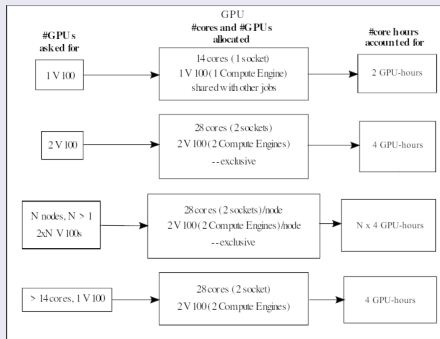 GPU
#GPUs
asked for
#cores and #GPUs
allocated
#core hours
accounted for
1 V100
14 cores (1 socket)
1 V100 (1 Compute Engine)
shared with other jobs
2 GPU-hours
2 V100
28 cores (2 sockets)
2 V100 (2 Compute Engines)
--exclusive
4 GPU-hours
N nodes, N > 1
2xN V100s
28 cores (2 sockets)/node
2 V100 (2 Compute Engines)/node
--exclusive
N x 4 GPU-hours
> 14 cores, 1 V100
28 cores (2 socket)
2 V100 (2 Compute Engines)
4 GPU-hours